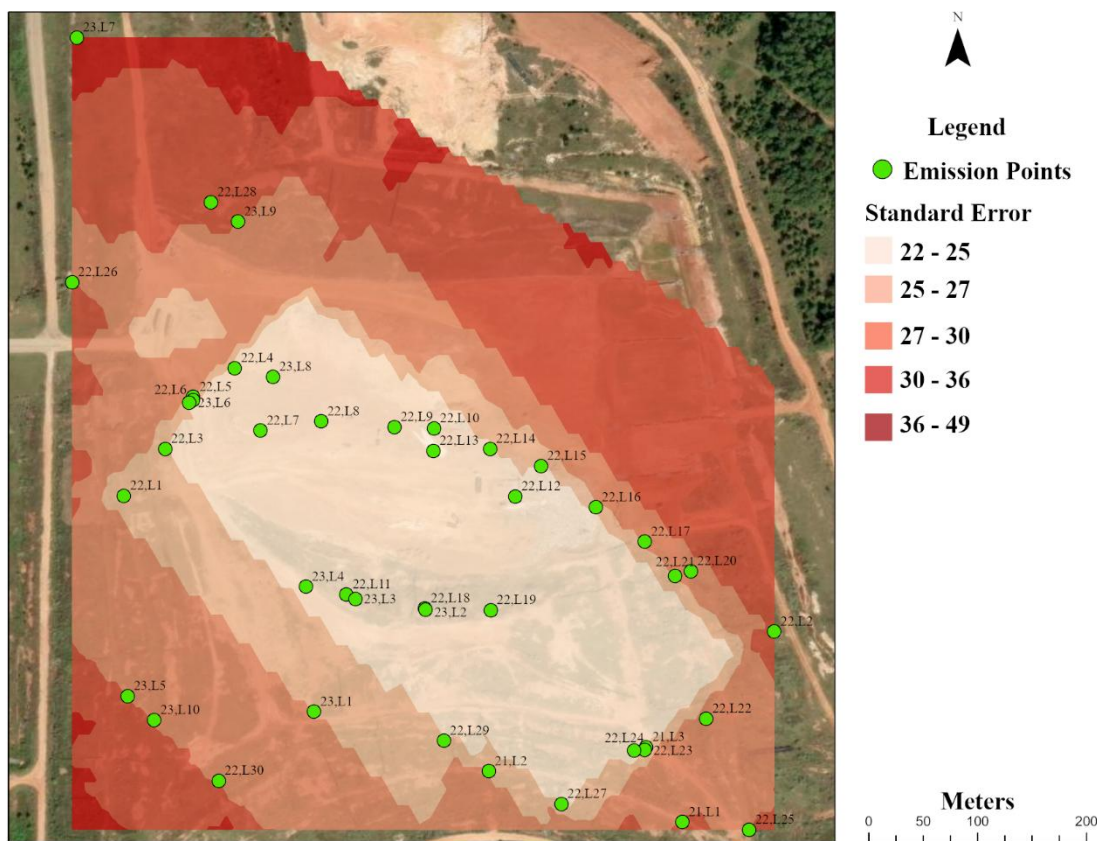 23,L7
N
Legend
Emission Points
Standard Error
22 - 25
25 - 27
27 - 30
30 - 36
36 - 49
22,L28
23,L9
22,L26
22,L4
23,L8
22,L5
22,L6
23,L6
22,L8
22,L9
22,L10
22,L7
22,L3
22,L13
22,L14
22,L15
22,L1
22,L12
22,L16
22,L17
22,L21
22,L20
23,L4
22,L11
23,L3
22,L18
23,L2
22,L19
22,L2
23,L5
23,L10
23,L1
22,L22
22,L29
22,L24
21,L3
22,L23
21,L2
22,L30
22,L27
21,L1
22,L25
Meters
0 50 100 200